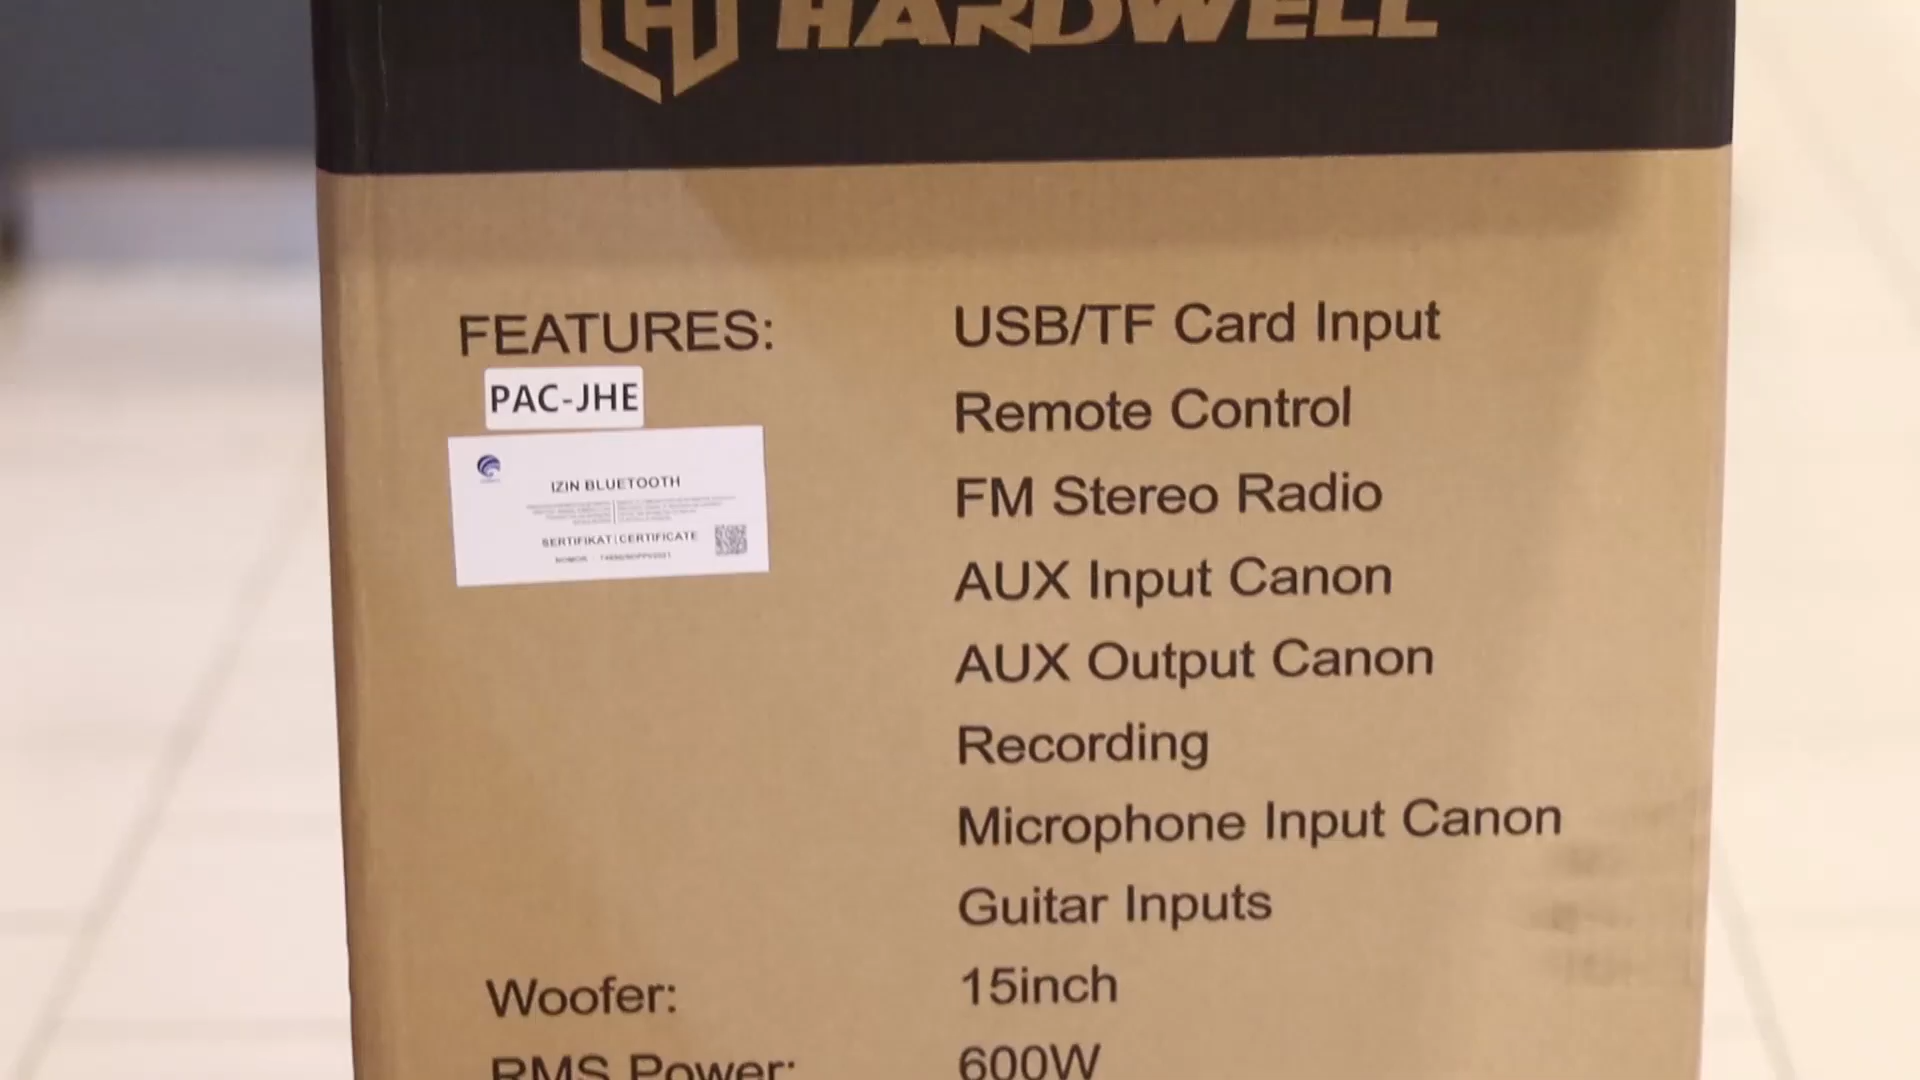 HARDWELL
FEATURES:
PAC-JHE
IZIN BLUETOOTH
SERTIFIKAT|CERTIFICATE
NOMOR
USB/TF Card Input
Remote Control
FM Stereo Radio
AUX Input Canon
AUX Output Canon
Recording
Microphone Input Canon
Guitar Inputs
Woofer: 15inch
RMS Power: 600W